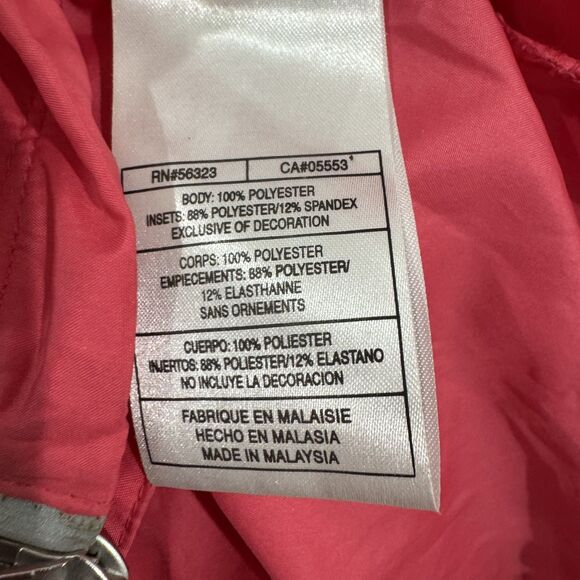 RN#56323 CA#05553
BODY: 100% POLYESTER
INSETS: 88% POLYESTER/12% SPANDEX
EXCLUSIVE OF DECORATION
CORPS: 100% POLYESTER
EMPIECEMENTS: 88% POLYESTER/
12% ELASTHANNE
SANS ORNEMENTS
CUERPO: 100% POLIESTER
INJERTOS: 88% POLIESTER/12% ELASTANO
NO INCLUYE LA DECORACION
FABRIQUE EN MALAISIE
HECHO EN MALASIA
MADE IN MALAYSIA